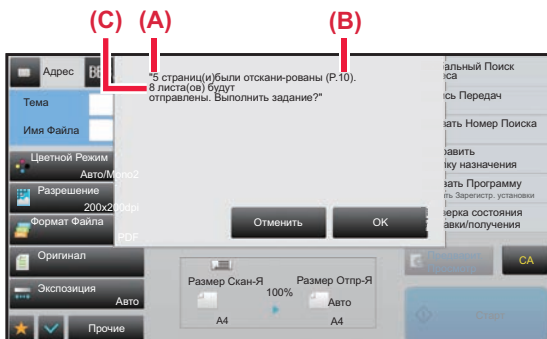 (C) (A) (B)
Адрес
"5 страниц(и)были отскани-рованы (P.10).
8 листа(ов) будут
отправлены. Выполнить задание?"
Тема
Имя Файла
Цветной Режим
Авто/Mono2
Разрешение
200x200dpi
Формат Файла
PDF
Оригинал
Экспозиция
Авто
Прочие
Отменить
OK
Размер Скан-Я
100%
Размер Отпр-Я
Авто
A4
A4
альный Поиск
еса
сь Передач
вать Номер Поиска
равить
ку назначения
вать Программу
ть Зарегистр. установки
ерка состояния
авки/получения
CA
Старт